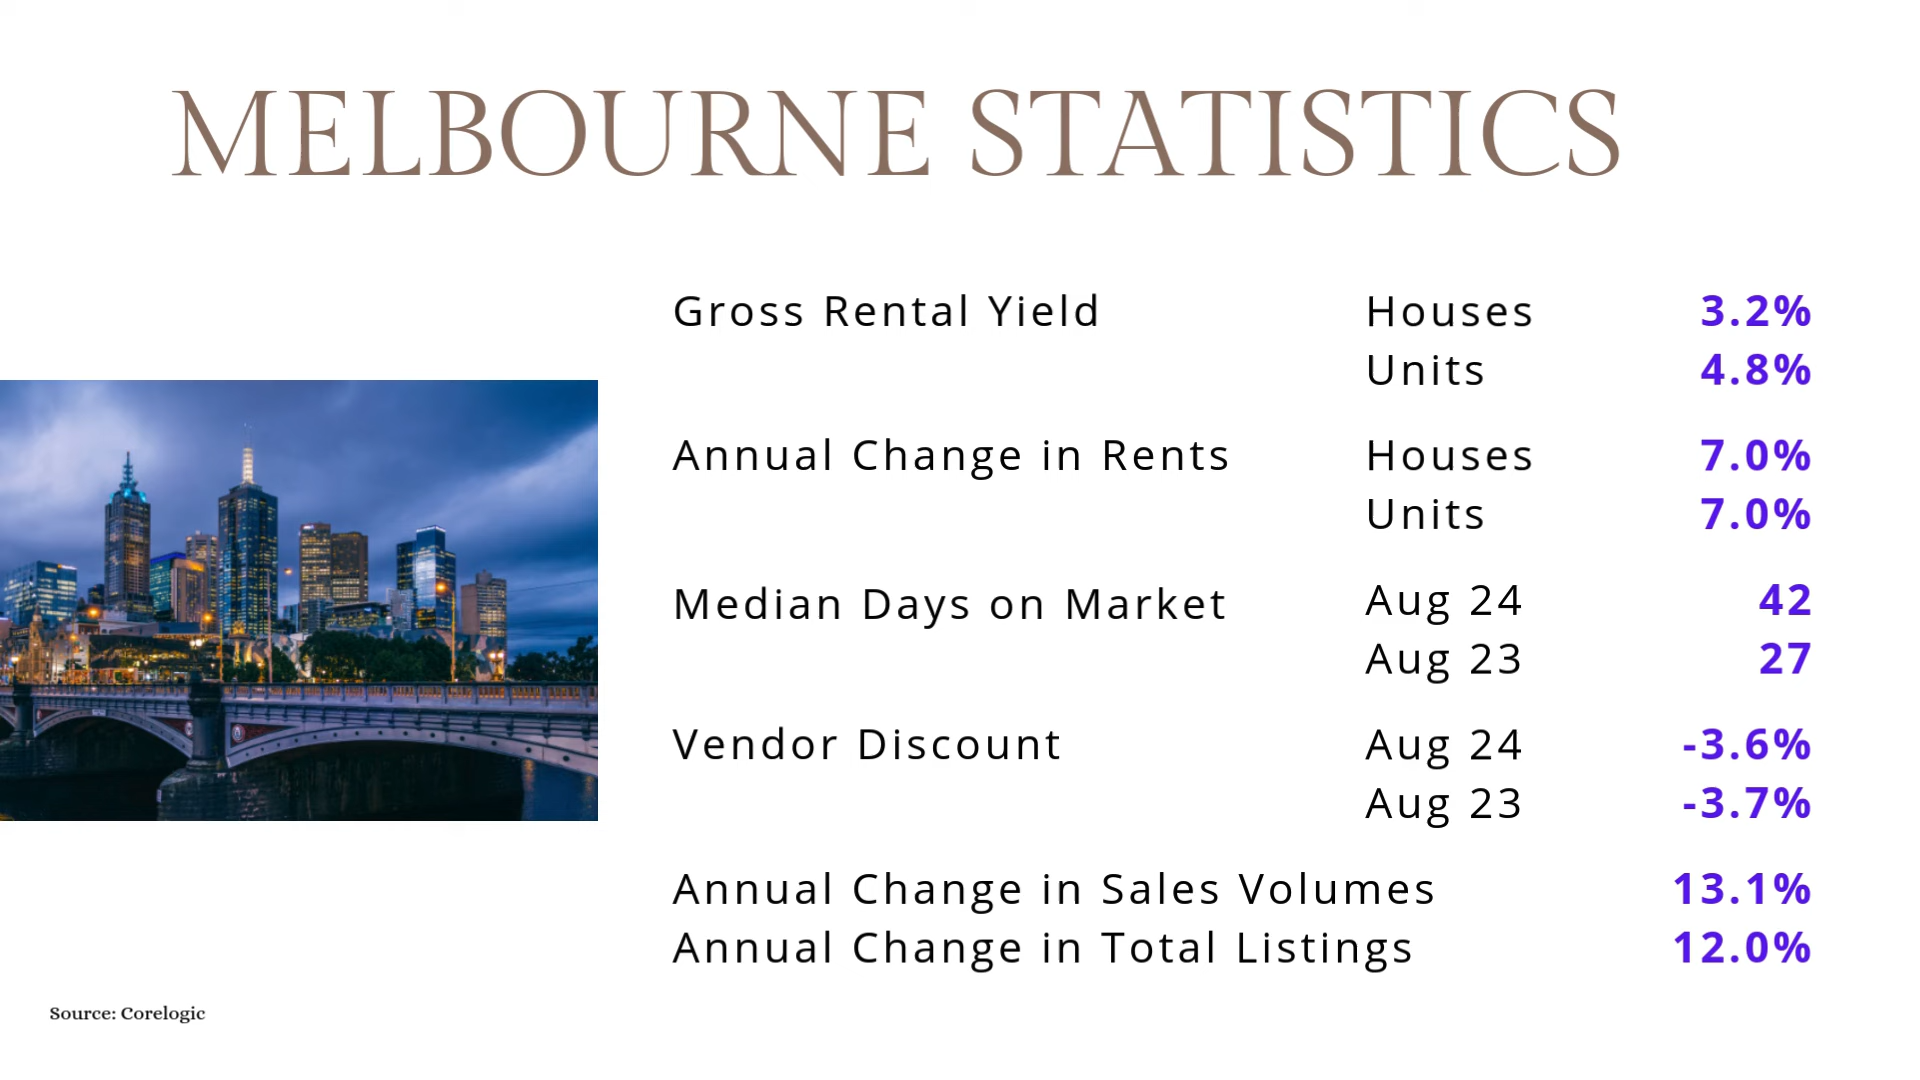 MELBOURNE STATISTICS
Gross Rental Yield Houses 3.2%
Units 4.8%
Annual Change in Rents Houses 7.0%
Units 7.0%
Median Days on Market Aug 24 42
Aug 23 27
Vendor Discount Aug 24 -3.6%
Aug 23 -3.7%
Annual Change in Sales Volumes 13.1%
Annual Change in Total Listings 12.0%
Source: Corelogic